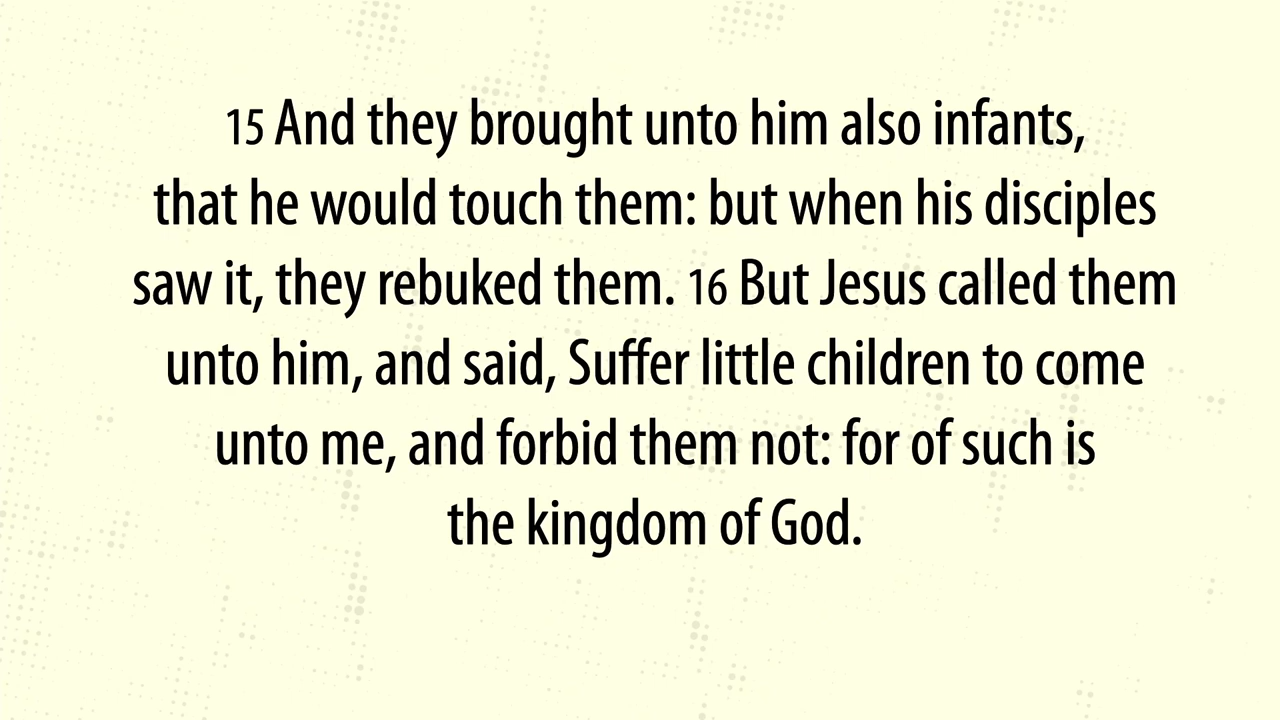 15 And they brought unto him also infants,
that he would touch them: but when his disciples
saw it, they rebuked them. 16 But Jesus called them
unto him, and said, Suffer little children to come
unto me, and forbid them not: for of such is
the kingdom of God.